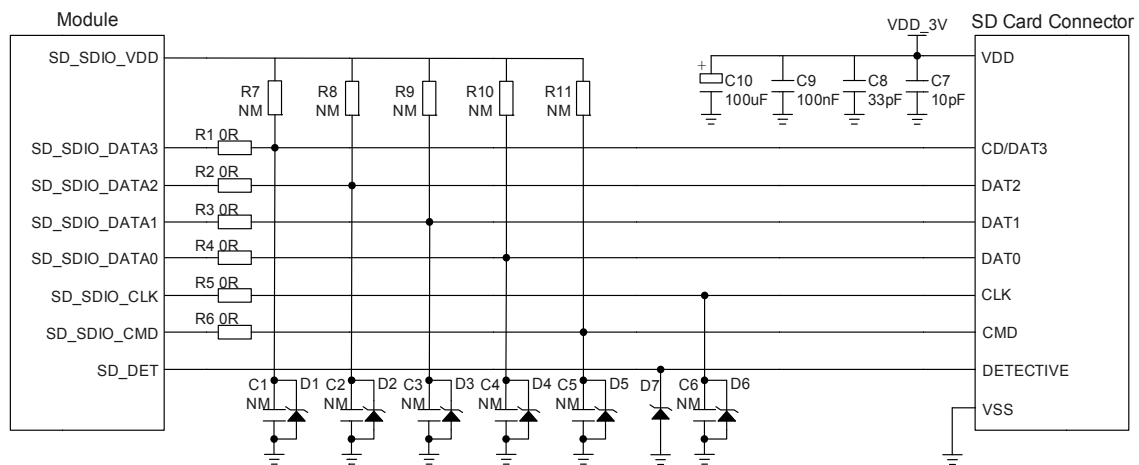 Module
SD Card Connector
VDD_3V
SD_SDIO_VDD
VDD
R7 R8 R9 R10 R11
NM NM NM NM NM
+
C10 C9 C8 C7
100uF 100nF 33pF 10pF
R1 0R
SD_SDIO_DATA3
CD/DAT3
R2 0R
SD_SDIO_DATA2
DAT2
R3 0R
SD_SDIO_DATA1
DAT1
R4 0R
SD_SDIO_DATA0
DAT0
R5 0R
SD_SDIO_CLK
CLK
R6 0R
SD_SDIO_CMD
CMD
SD_DET
DETECTIVE
C1 D1 C2 D2 C3 D3 C4 D4 C5 D5 D7 C6 D6
NM NM NM NM NM NM
VSS